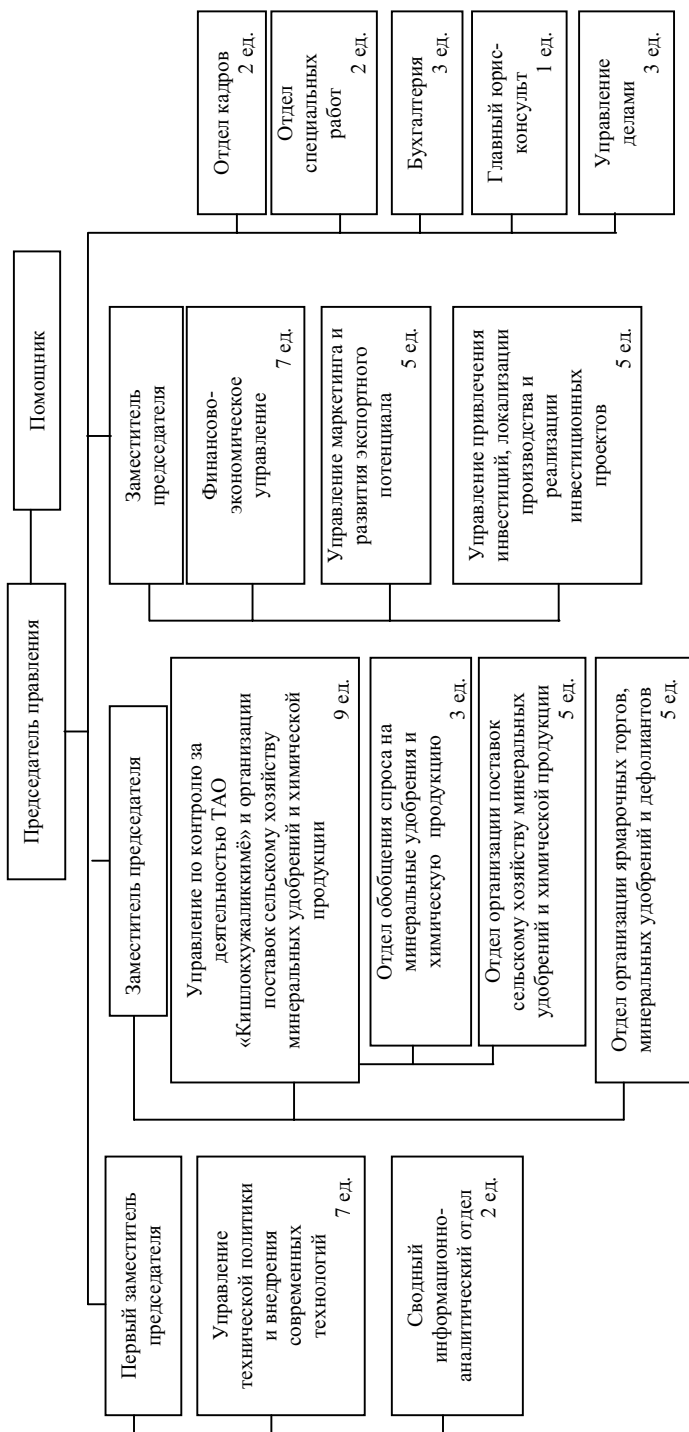 Председатель правления
Помощник
Первый заместитель
председателя
Управление
технической политики
и внедрения
современных
технологий
7 ед.
Сводный
информационно-
аналитический отдел
2 ед.
Заместитель председателя
Управление по контролю за
деятельностью ТАО
«Кишлокхужаликкимё» и организации
поставок сельскому хозяйству
минеральных удобрений и химической
продукции
9 ед.
Отдел обобщения спроса на
минеральные удобрения и
химическую продукцию
3 ед.
Отдел организации поставок
сельскому хозяйству минеральных
удобрений и химической продукции
5 ед.
Отдел организации ярмарочных торгов,
минеральных удобрений и дефолиантов
5 ед.
Заместитель
председателя
Финансово-
экономическое
управление
7 ед.
Управление маркетинга и
развития экспортного
потенциала
5 ед.
Управление привлечения
инвестиций, локализации
производства и
реализации
инвестиционных
проектов
5 ед.
Отдел кадров
2 ед.
Отдел
специальных
работ
2 ед.
Бухгалтерия
3 ед.
Главный юрис-
консульт
1 ед.
Управление
делами
3 ед.